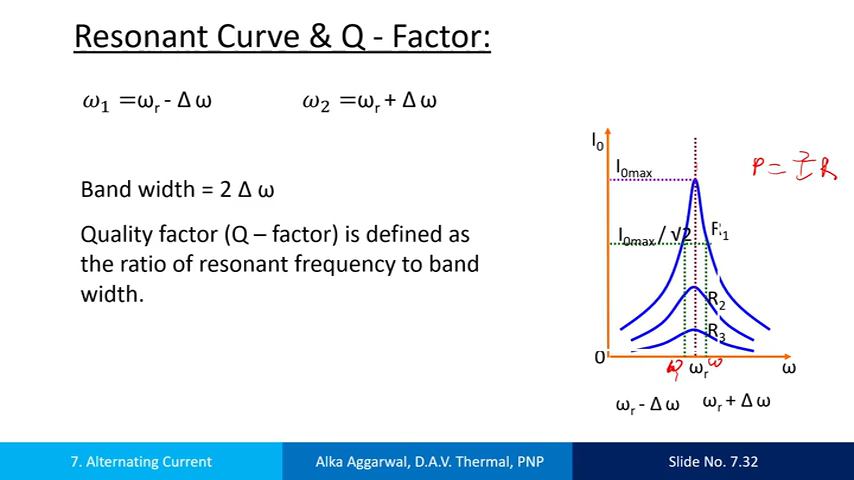 Resonant Curve & Q - Factor:
ω₁ =ωᵣ - Δ ω
ω₂ =ωᵣ + Δ ω
Band width = 2 Δ ω
Quality factor (Q – factor) is defined as
the ratio of resonant frequency to band
width.
I₀
I₀ₘₐₓ
P = I²R
I₀ₘₐₓ / √2
R₁
R₂
R₃
0
ω₁ ωᵣ ω
ω
ωᵣ - Δ ω
ωᵣ + Δ ω
7. Alternating Current
Alka Aggarwal, D.A.V. Thermal, PNP
Slide No. 7.32